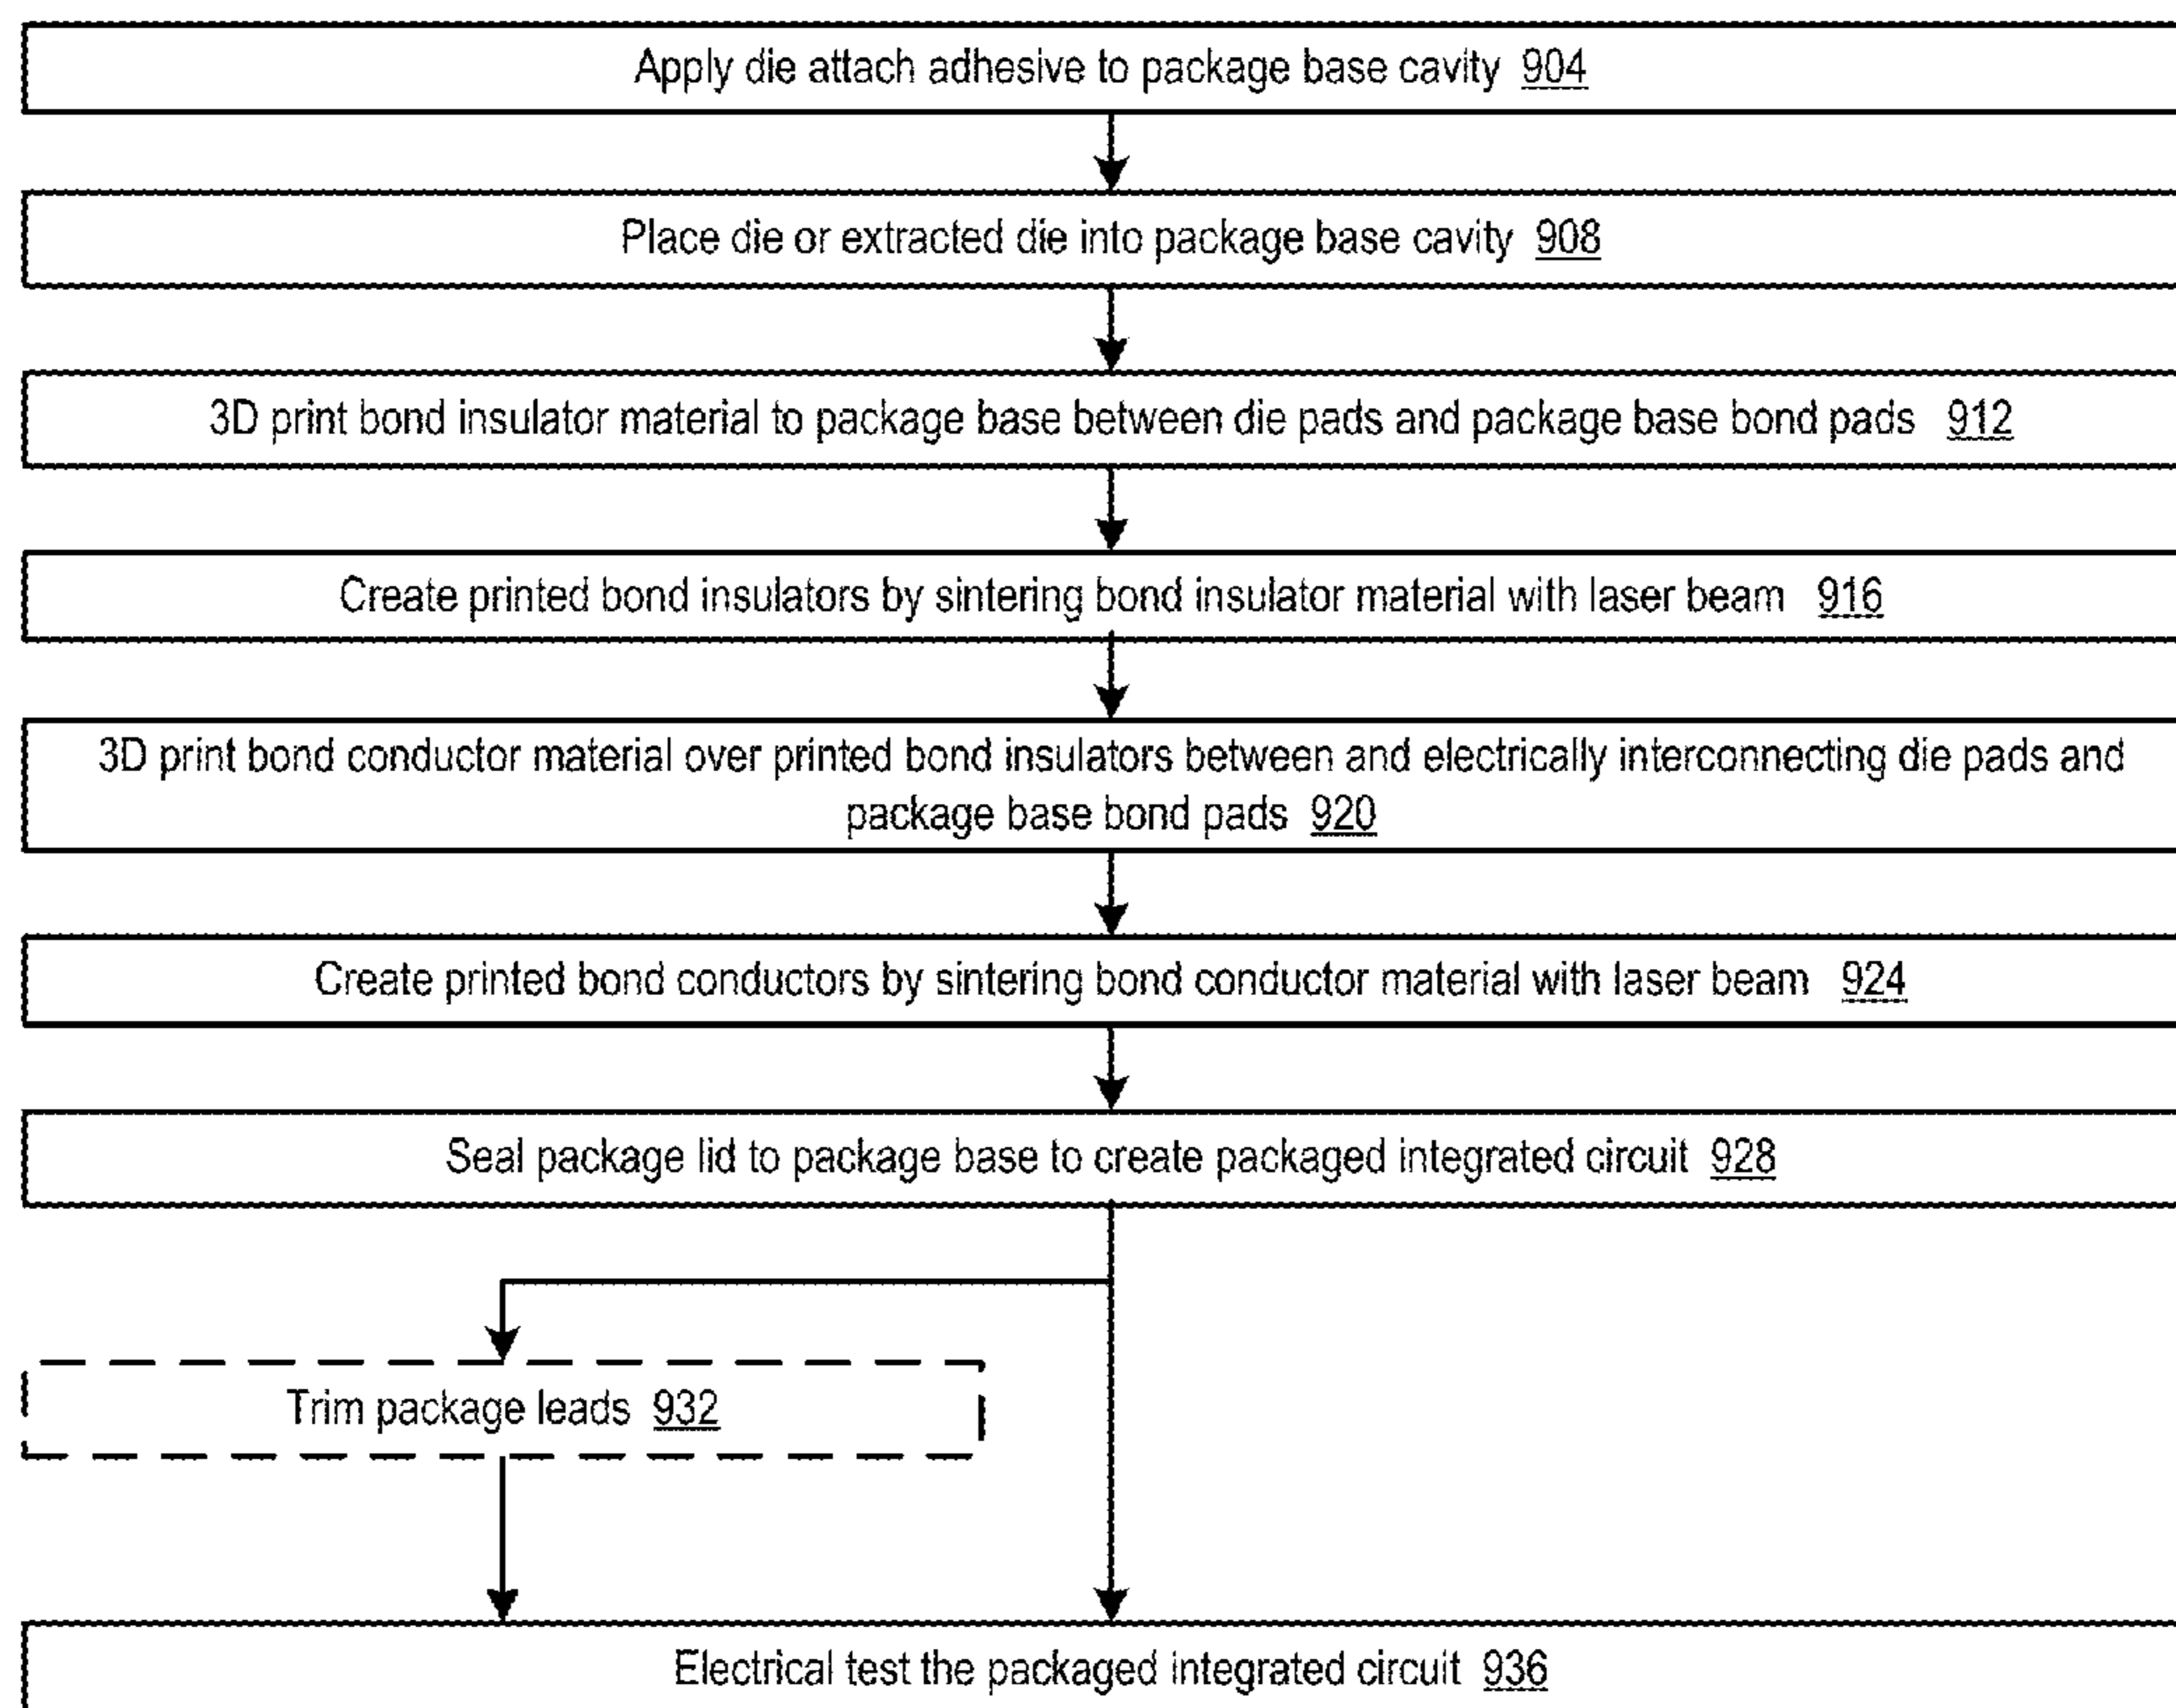 Apply die attach adhesive to package base cavity 904
Place die or extracted die into package base cavity 908
3D print bond insulator material to package base between die pads and package base bond pads 912
Create printed bond insulators by sintering bond insulator material with laser beam 916
3D print bond conductor material over printed bond insulators between and electrically interconnecting die pads and
package base bond pads 920
Create printed bond conductors by sintering bond conductor material with laser beam 924
Seal package lid to package base to create packaged integrated circuit 928
Trim package leads 932
Electrical test the packaged integrated circuit 936